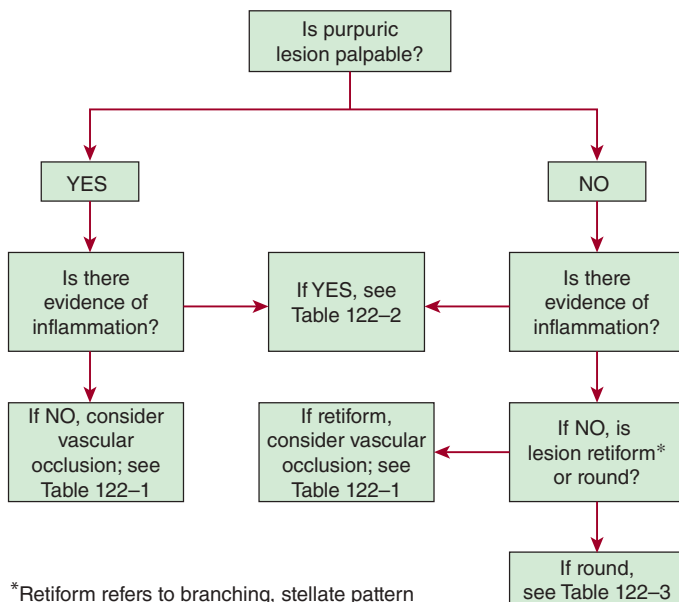 Is purpuric
lesion palpable?
YES
NO
Is there
evidence of
inflammation?
If YES, see
Table 122–2
Is there
evidence of
inflammation?
If NO, consider
vascular
occlusion; see
Table 122–1
If retiform,
consider vascular
occlusion; see
Table 122–1
If NO, is
lesion retiform*
or round?
If round,
see Table 122–3
*Retiform refers to branching, stellate pattern